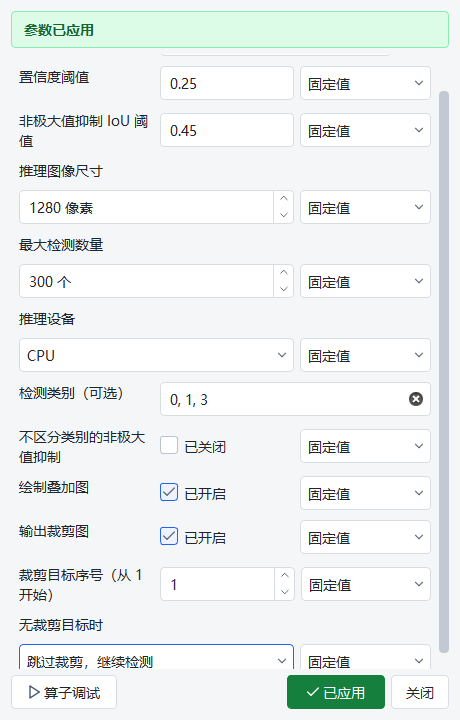 参数已应用
置信度阈值
0.25
固定值
非极大值抑制 IoU 阈
值
0.45
固定值
推理图像尺寸
1280 像素
固定值
最大检测数量
300 个
固定值
推理设备
CPU
固定值
检测类别（可选）
0, 1, 3
不区分类别的非极大
值抑制
已关闭
固定值
绘制叠加图
已开启
固定值
输出裁剪图
已开启
固定值
裁剪目标序号（从 1
开始）
1
固定值
无裁剪目标时
跳过裁剪，继续检测
固定值
算子调试
已应用
关闭